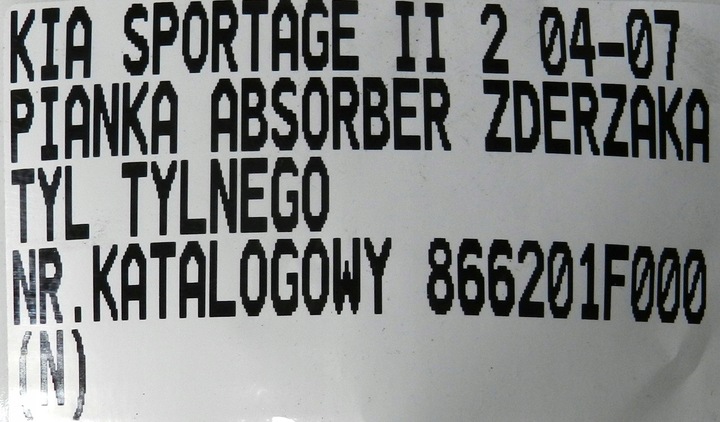 KIA SPORTAGE II 2 04-07
PIANKA ABSORBER ZDERZAKA
TYL TYLNEGO
NR.KATALOGOWY 866201F000
(N)